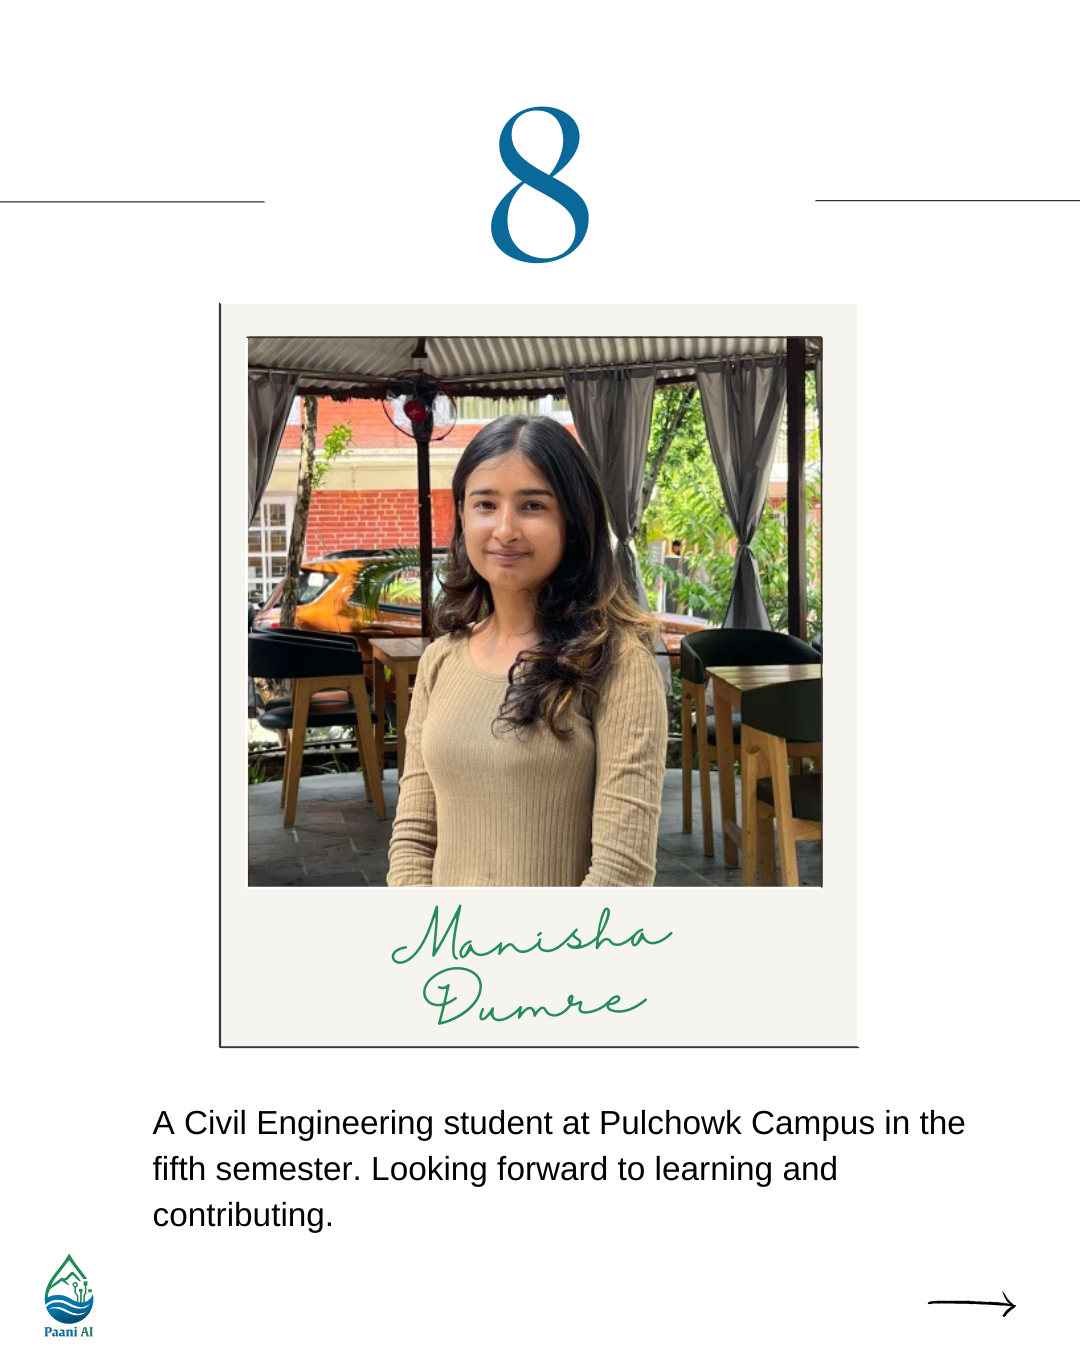 8
Manisha
Dumre
A Civil Engineering student at Pulchowk Campus in the
fifth semester. Looking forward to learning and
contributing.
Paani AI